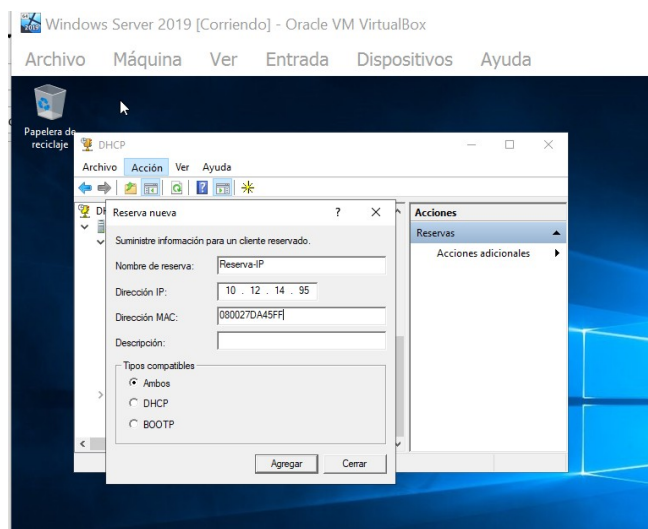 Windows Server 2019 [Corriendo] - Oracle VM VirtualBox
Archivo Máquina Ver Entrada Dispositivos Ayuda
Papelera de
reciclaje
DHCP
Archivo Acción Ver Ayuda
Reserva nueva
Acciones
Reservas
Acciones adicionales
Suministre información para un cliente reservado.
Nombre de reserva: Reserva-IP
Dirección IP: 10 . 12 . 14 . 95
Dirección MAC: 080027DA45FF
Descripción:
Tipos compatibles
Ambos
DHCP
BOOTP
Agregar Cerrar